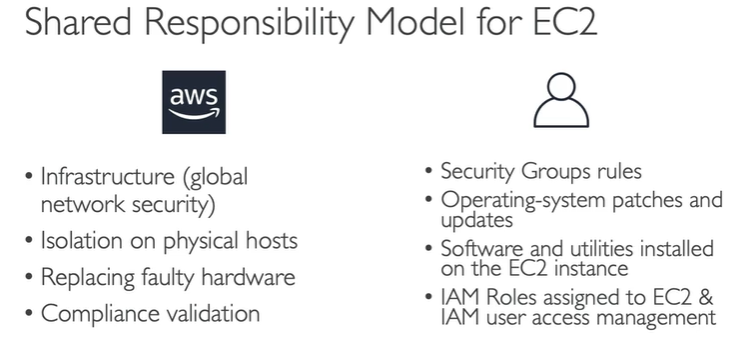 Shared Responsibility Model for EC2
aws
• Infrastructure (global
network security)
• Isolation on physical hosts
• Replacing faulty hardware
• Compliance validation
• Security Groups rules
• Operating-system patches and
updates
• Software and utilities installed
on the EC2 instance
• IAM Roles assigned to EC2 &
IAM user access management